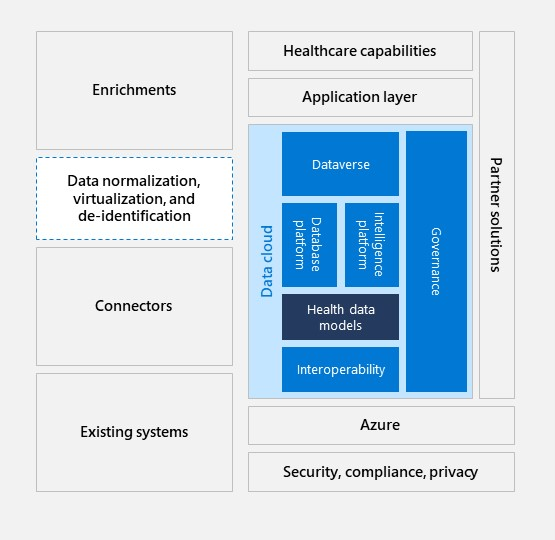 Enrichments
Data normalization,
virtualization, and
de-identification
Connectors
Existing systems
Healthcare capabilities
Application layer
Data cloud
Dataverse
Database
platform
Intelligence
platform
Health data
models
Interoperability
Governance
Partner solutions
Azure
Security, compliance, privacy